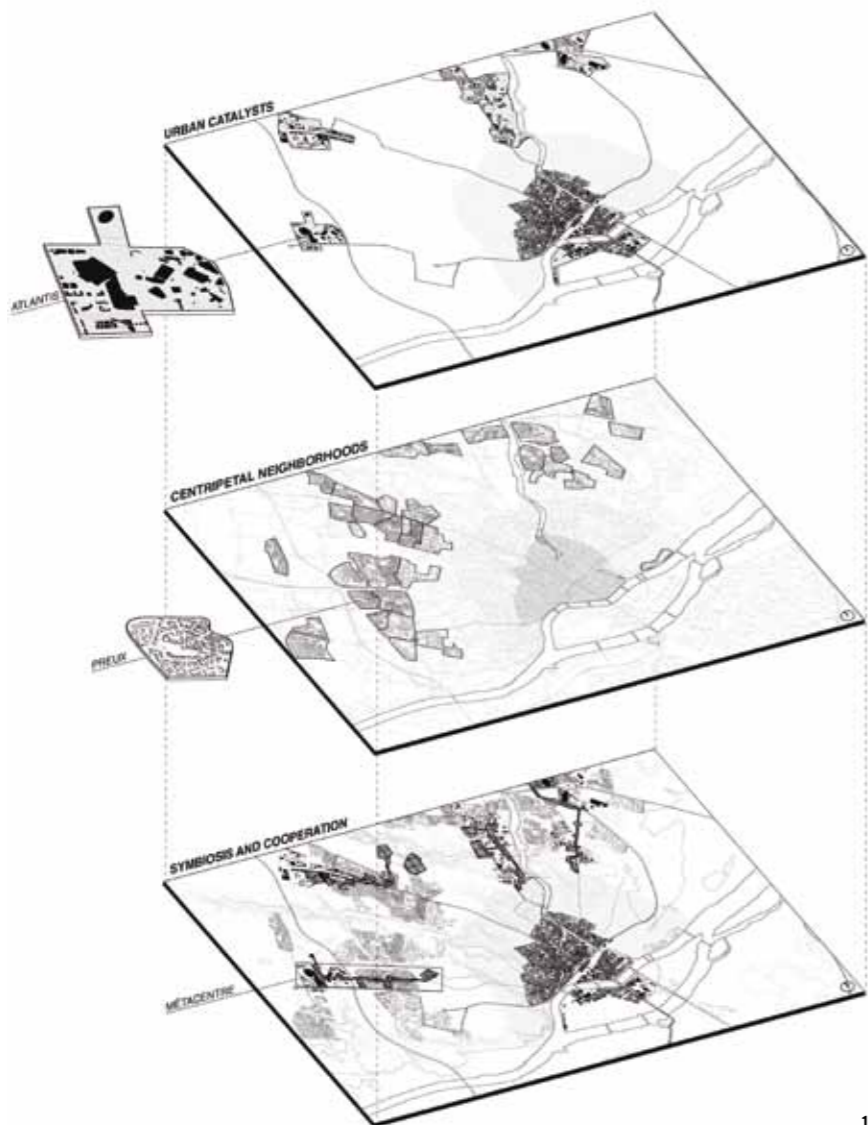 URBAN CATALYSTS
ATLANTIS
CENTRIPETAL NEIGHBORHOODS
PREUX
SYMBIOSIS AND COOPERATION
MÉTACENTRE
1